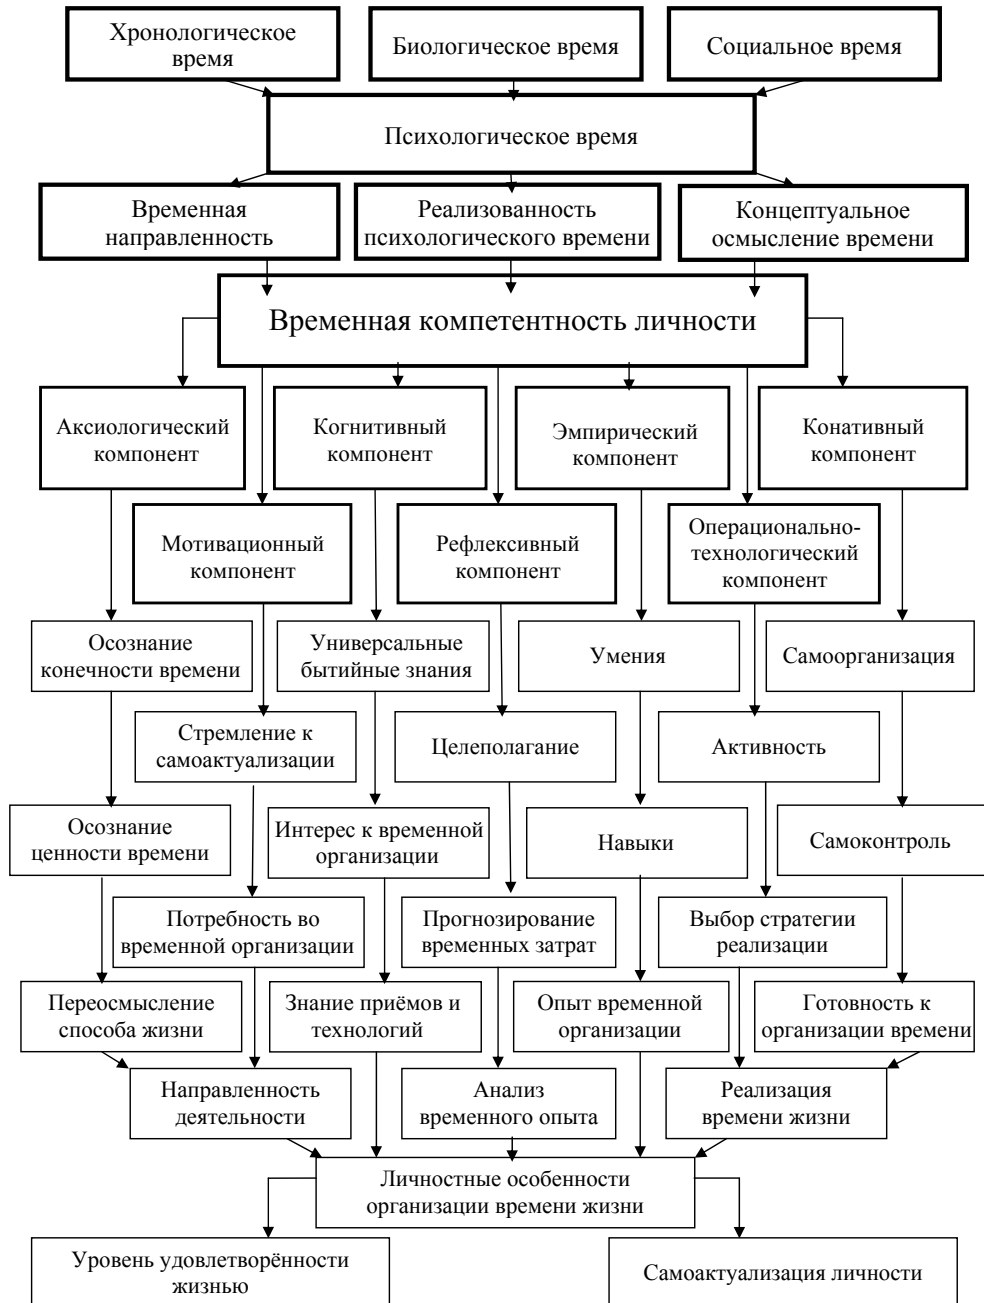 Хронологическое
время
Биологическое время
Социальное время
Психологическое время
Временная
направленность
Реализованность
психологического времени
Концептуальное
осмысление времени
Временная компетентность личности
Аксиологический
компонент
Когнитивный
компонент
Эмпирический
компонент
Конативный
компонент
Мотивационный
компонент
Рефлексивный
компонент
Операционально-
технологический
компонент
Осознание
конечности времени
Универсальные
бытийные знания
Умения
Самоорганизация
Стремление к
самоактуализации
Целеполагание
Активность
Осознание
ценности времени
Интерес к временной
организации
Навыки
Самоконтроль
Потребность во
временной организации
Прогнозирование
временных затрат
Выбор стратегии
реализации
Переосмысление
способа жизни
Знание приёмов и
технологий
Опыт временной
организации
Готовность к
организации времени
Направленность
деятельности
Анализ
временного опыта
Реализация
времени жизни
Личностные особенности
организации времени жизни
Уровень удовлетворённости
жизнью
Самоактуализация личности